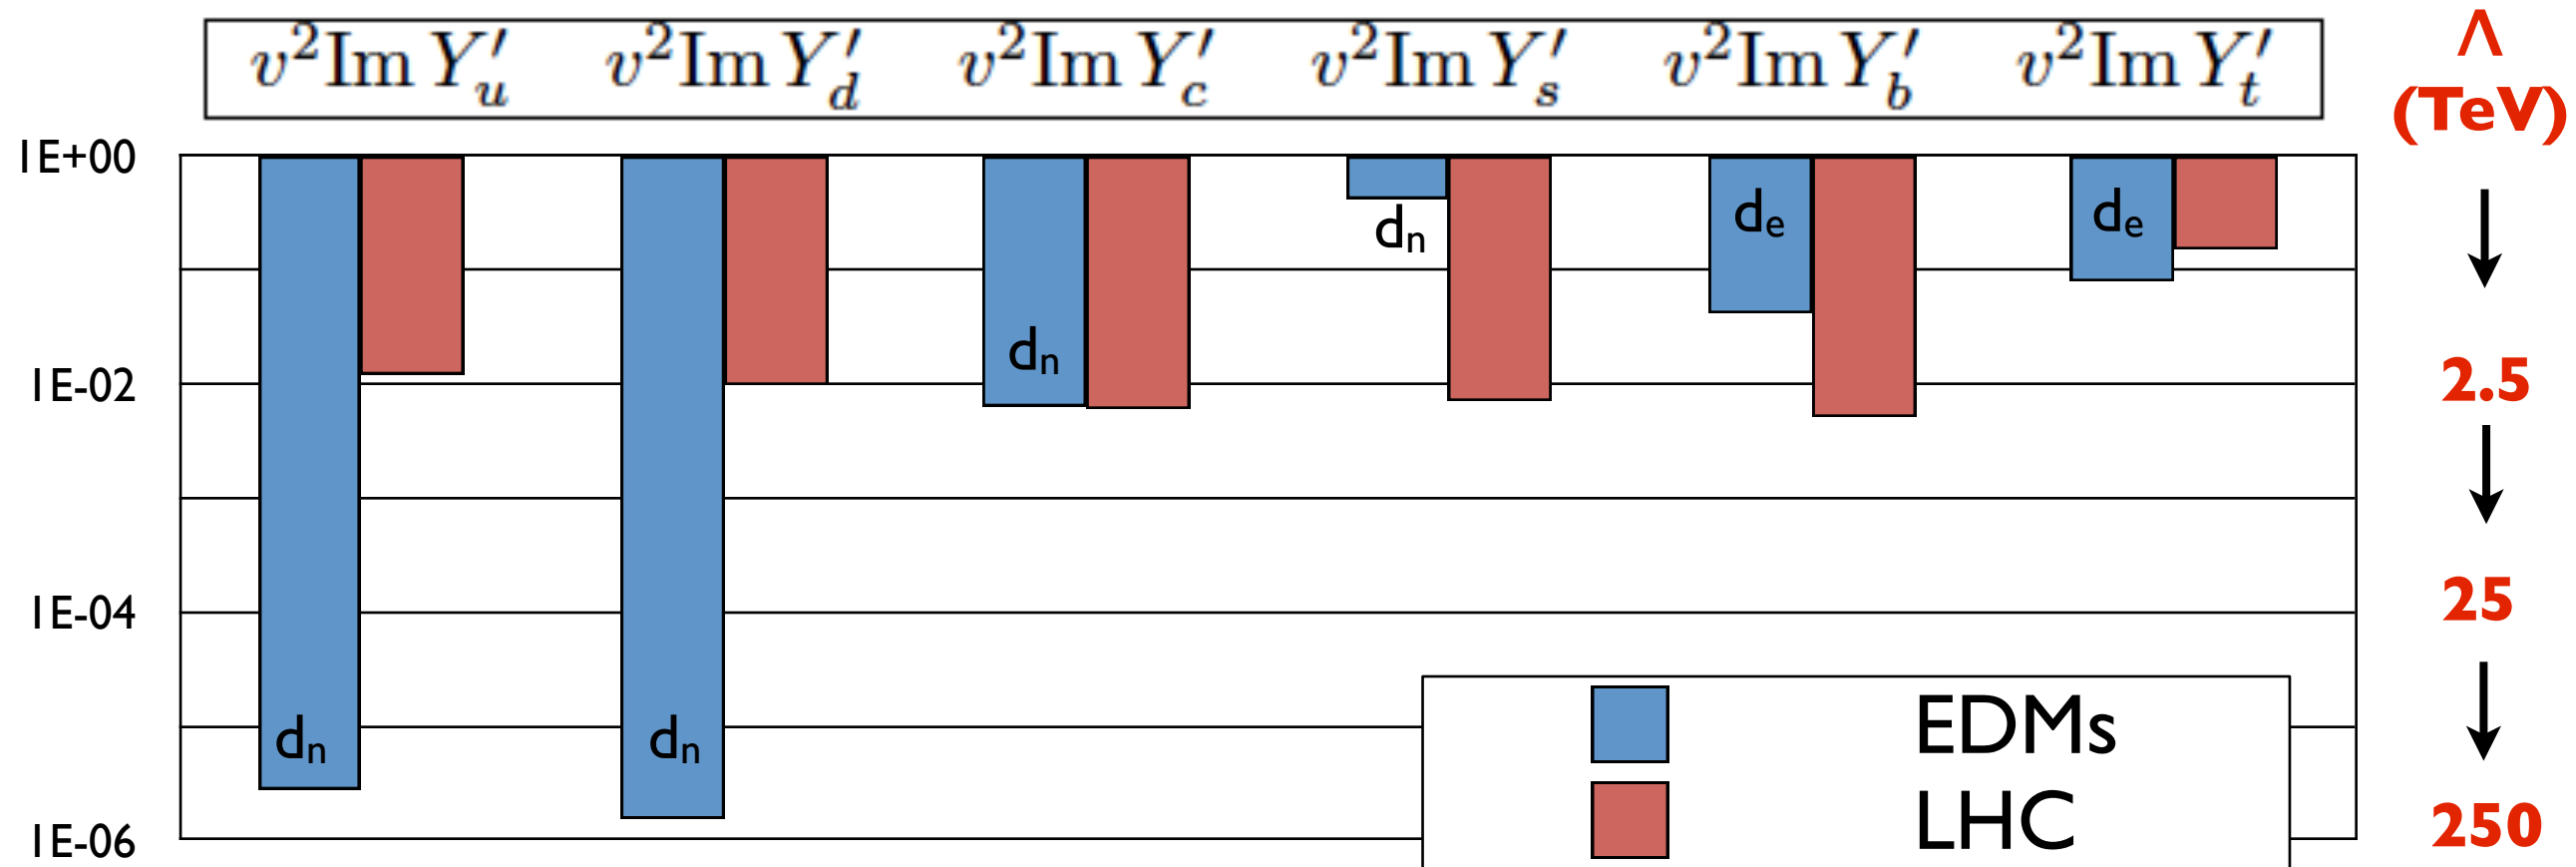 v²Im Y′u v²Im Y′d v²Im Y′c v²Im Y′s v²Im Y′b v²Im Y′t
Λ
(TeV)
1E+00
dn
de
de
dn
1E-02
2.5
1E-04
25
dn
dn
EDMs
LHC
1E-06
250